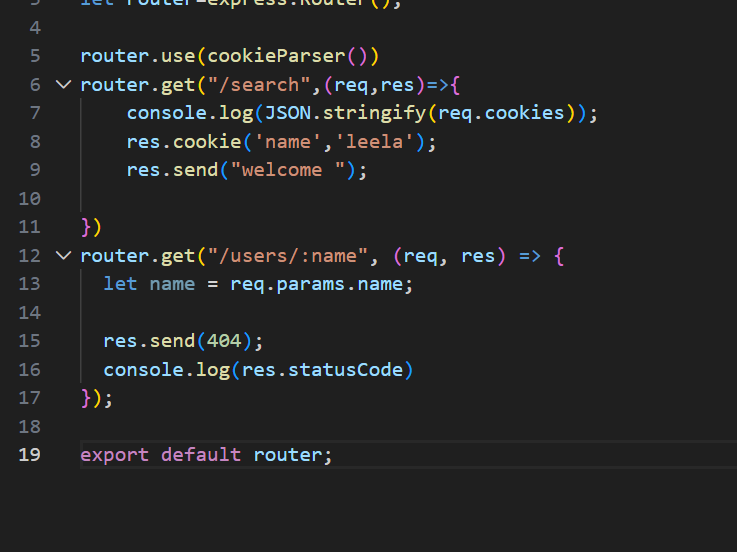 3 let router=express.Router();
4
5 router.use(cookieParser())
6 router.get("/search",(req,res)=>{
7     console.log(JSON.stringify(req.cookies));
8     res.cookie('name','leela');
9     res.send("welcome ");
10
11 })
12 router.get("/users/:name", (req, res) => {
13   let name = req.params.name;
14
15   res.send(404);
16   console.log(res.statusCode)
17 });
18
19 export default router;